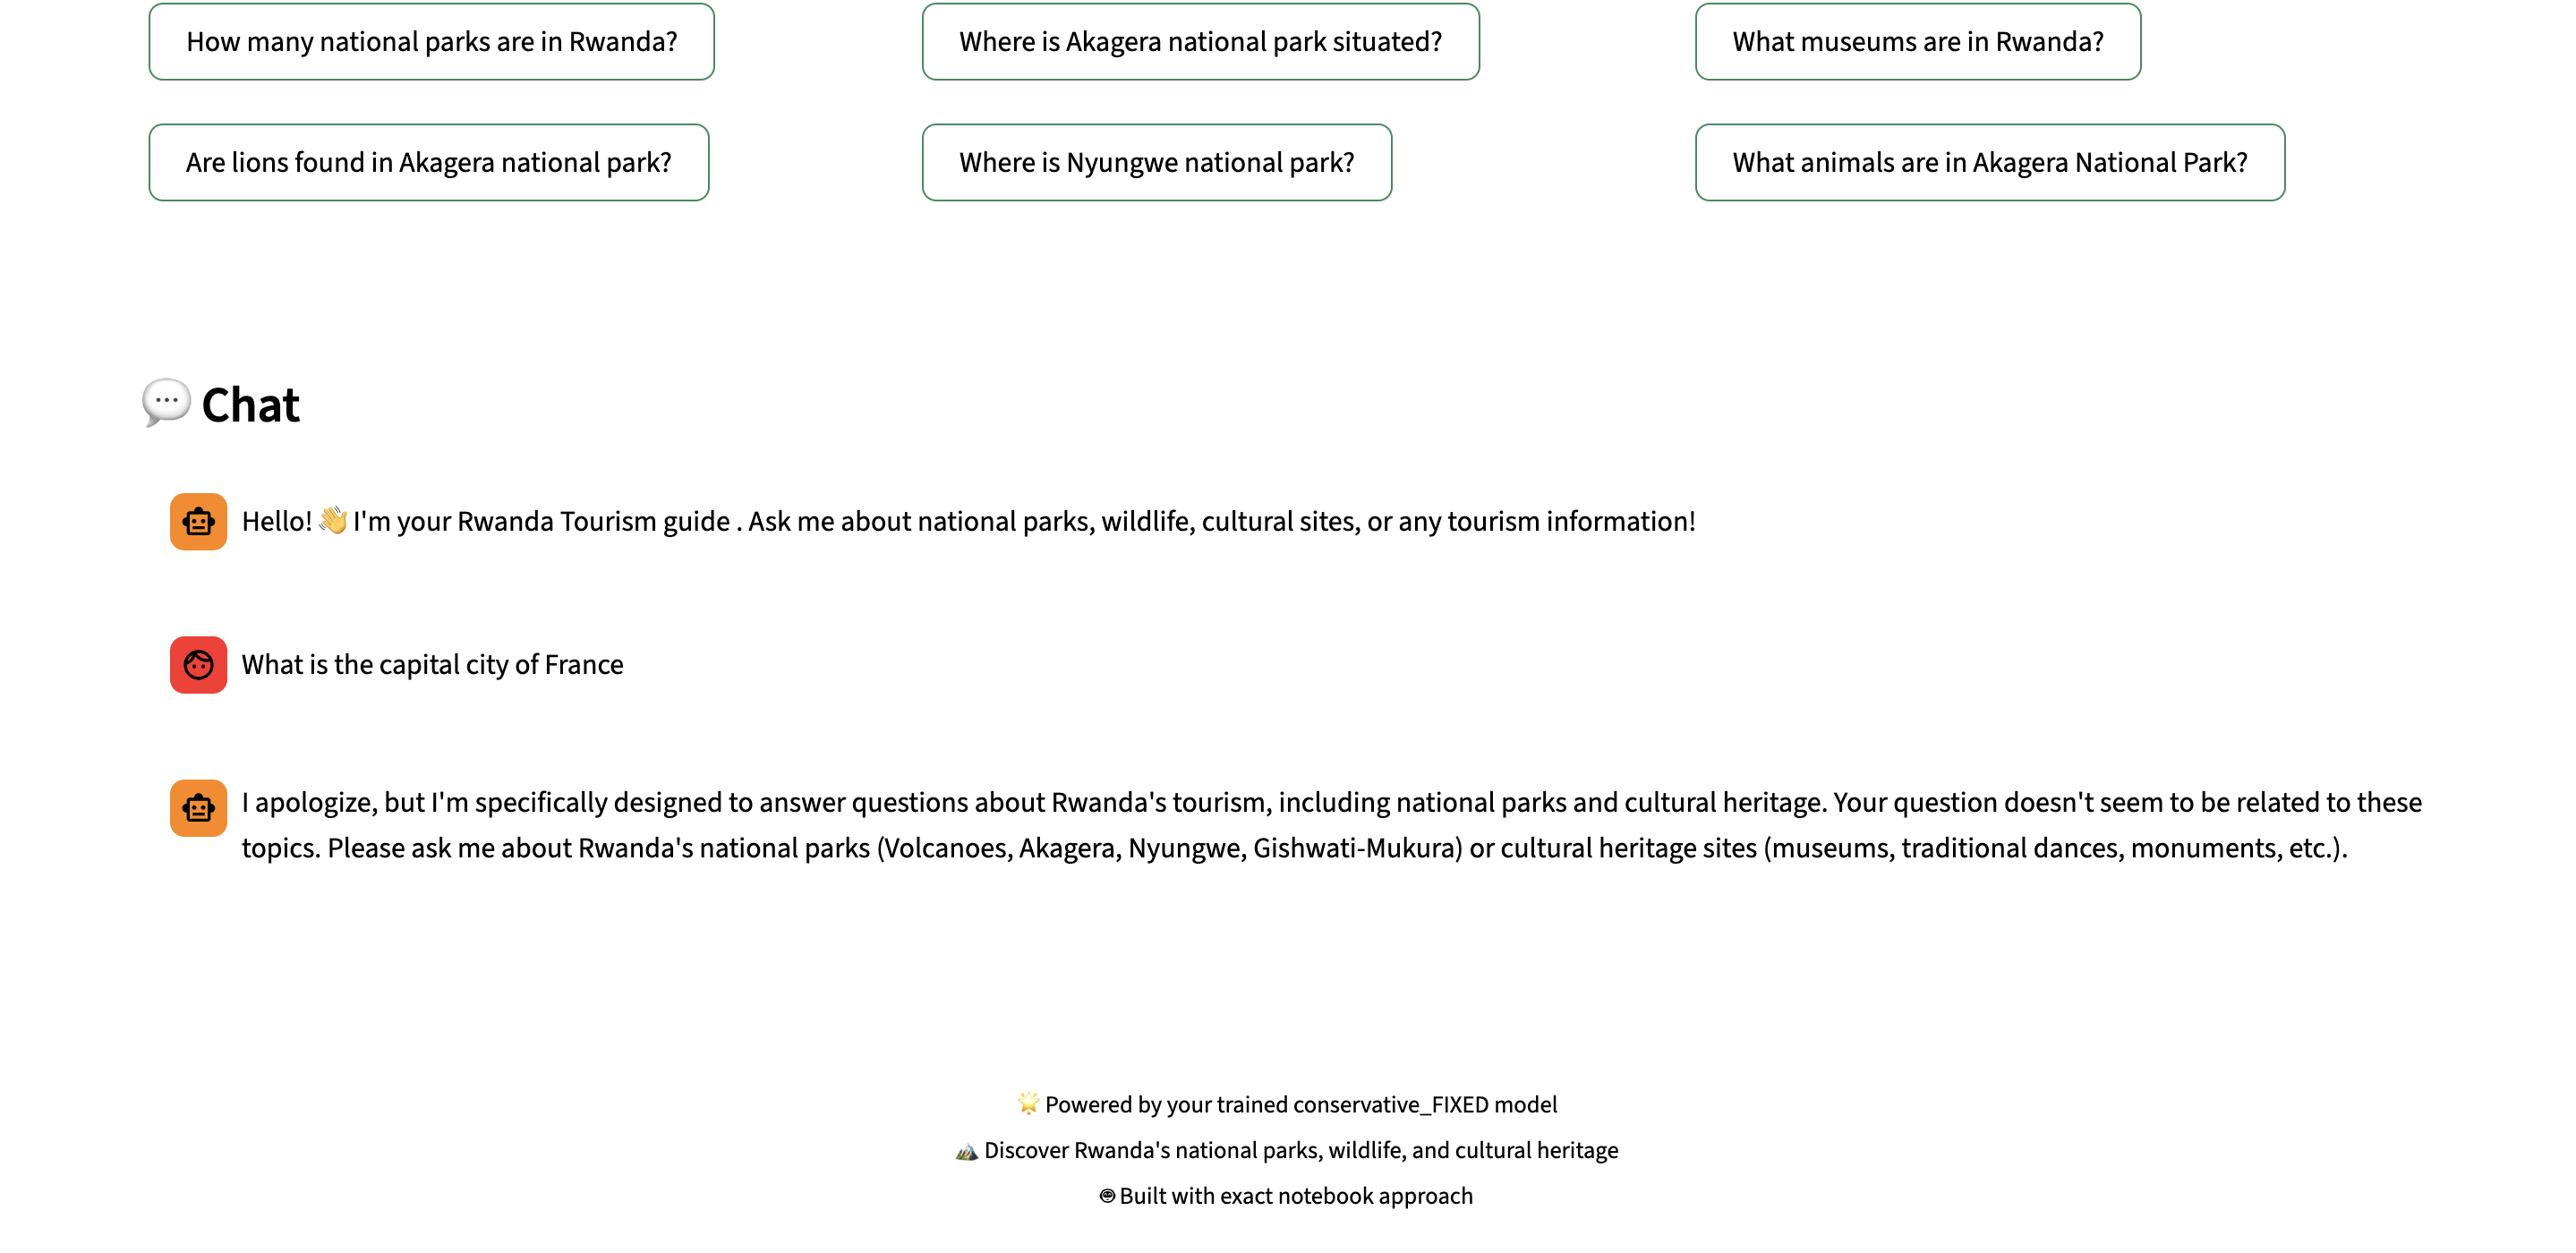 How many national parks are in Rwanda?
Where is Akagera national park situated?
What museums are in Rwanda?
Are lions found in Akagera national park?
Where is Nyungwe national park?
What animals are in Akagera National Park?
💬 Chat
Hello! 👋 I'm your Rwanda Tourism guide . Ask me about national parks, wildlife, cultural sites, or any tourism information!
What is the capital city of France
I apologize, but I'm specifically designed to answer questions about Rwanda's tourism, including national parks and cultural heritage. Your question doesn't seem to be related to these
topics. Please ask me about Rwanda's national parks (Volcanoes, Akagera, Nyungwe, Gishwati-Mukura) or cultural heritage sites (museums, traditional dances, monuments, etc.).
🌟 Powered by your trained conservative_FIXED model
🏔️ Discover Rwanda's national parks, wildlife, and cultural heritage
Built with exact notebook approach